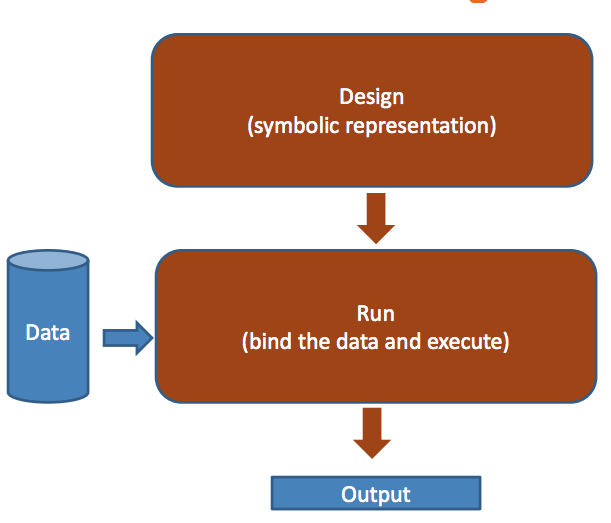 Design
(symbolic representation)
Run
(bind the data and execute)
Data
Output